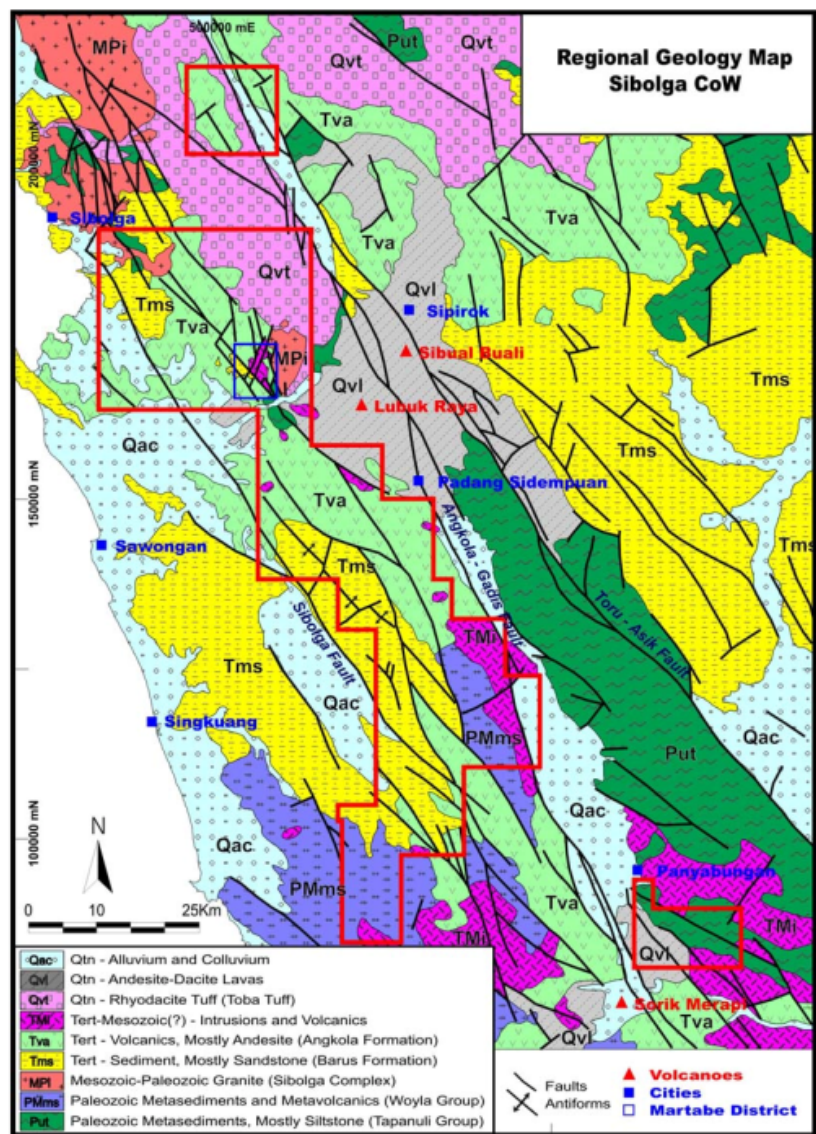 Regional Geology Map
Sibolga CoW
500000 mE
MPi
Put
Qvt
Qvt
Tva
200000 mN
Sibolga
Tva
Tva
Qvt
Qvl
Sipirok
Tms
Tva
Sibual Buali
MPi
Qvl
Lubuk Raya
Tms
Qac
Tms
Padang Sidempuan
Tva
150000 mN
Sawongan
Angkola - Gadis Fault
Tms
Tms
Toru - Asik Fault
Sibolga Fault
TMi
Tms
Qac
Singkuang
PMms
Qac
Put
Qac
100000 mN
Qac
N
Panyabungan
PMms
0 10 25Km
Tva
TMi
TMi
Qvl
Sorik Merapi
Tva
Qvl
Qac Qtn - Alluvium and Colluvium
Qvl Qtn - Andesite-Dacite Lavas
Qvt Qtn - Rhyodacite Tuff (Toba Tuff)
TMI Tert-Mesozoic(?) - Intrusions and Volcanics
Tva Tert - Volcanics, Mostly Andesite (Angkola Formation)
Tms Tert - Sediment, Mostly Sandstone (Barus Formation)
MPI Mesozoic-Paleozoic Granite (Sibolga Complex)
PMms Paleozoic Metasediments and Metavolcanics (Woyla Group)
Put Paleozoic Metasediments, Mostly Siltstone (Tapanuli Group)
Faults
Antiforms
Volcanoes
Cities
Martabe District